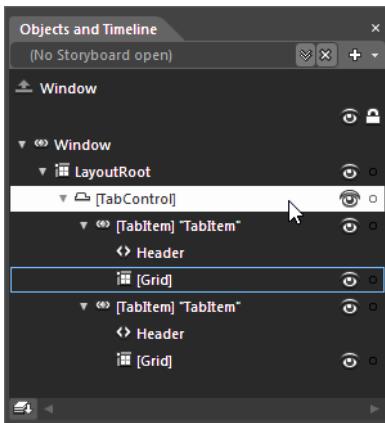 Objects and Timeline
(No Storyboard open)
Window
Window
LayoutRoot
[TabControl]
[TabItem] "TabItem"
Header
[Grid]
[TabItem] "TabItem"
Header
[Grid]